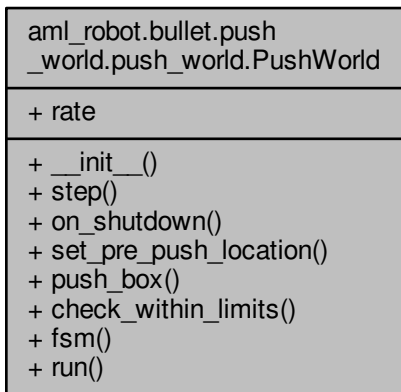 aml_robot.bullet.push
_world.push_world.PushWorld
+ rate
+ __init__()
+ step()
+ on_shutdown()
+ set_pre_push_location()
+ push_box()
+ check_within_limits()
+ fsm()
+ run()